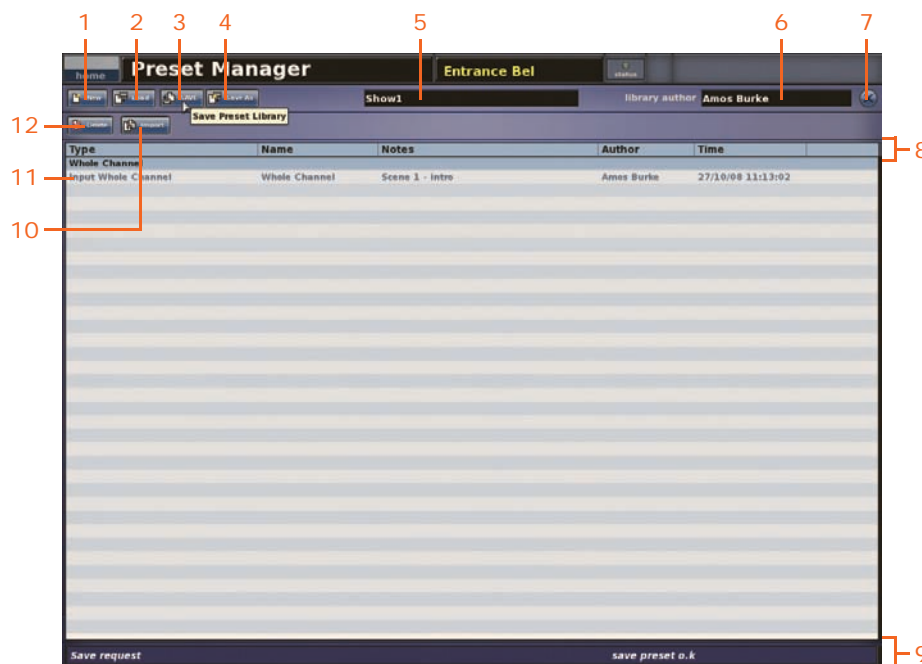 1 2 3 4 5 6 7
home Preset Manager Entrance Bel status
New Load Save Save As Show1 library author Amos Burke
Save Preset Library
12 Delete Import
Type Name Notes Author Time 8
Whole Channel
11 Input Whole Channel Whole Channel Scene 1 - intro Amos Burke 27/10/08 11:13:02
10
Save request save preset o.k 9